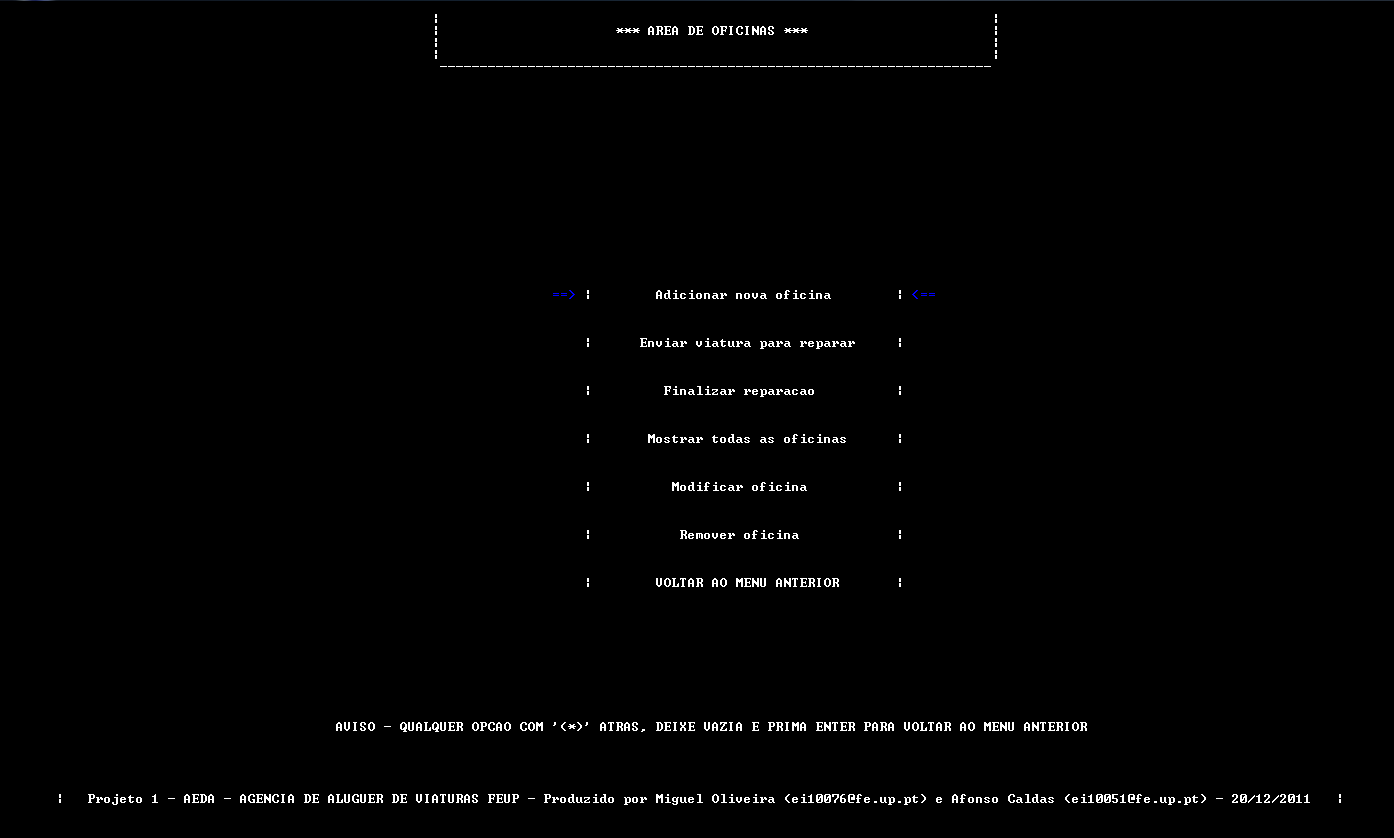 *** AREA DE OFICINAS ***
==> | Adicionar nova oficina | <==
| Enviar viatura para reparar |
| Finalizar reparacao |
| Mostrar todas as oficinas |
| Modificar oficina |
| Remover oficina |
| VOLTAR AO MENU ANTERIOR |
AVISO - QUALQUER OPCAO COM '(*)' ATRAS, DEIXE VAZIA E PRIMA ENTER PARA VOLTAR AO MENU ANTERIOR
| Projeto 1 - AEDA - AGENCIA DE ALUGUER DE VIATURAS FEUP - Produzido por Miguel Oliveira (ei10076@fe.up.pt) e Afonso Caldas (ei10051@fe.up.pt) - 20/12/2011 |